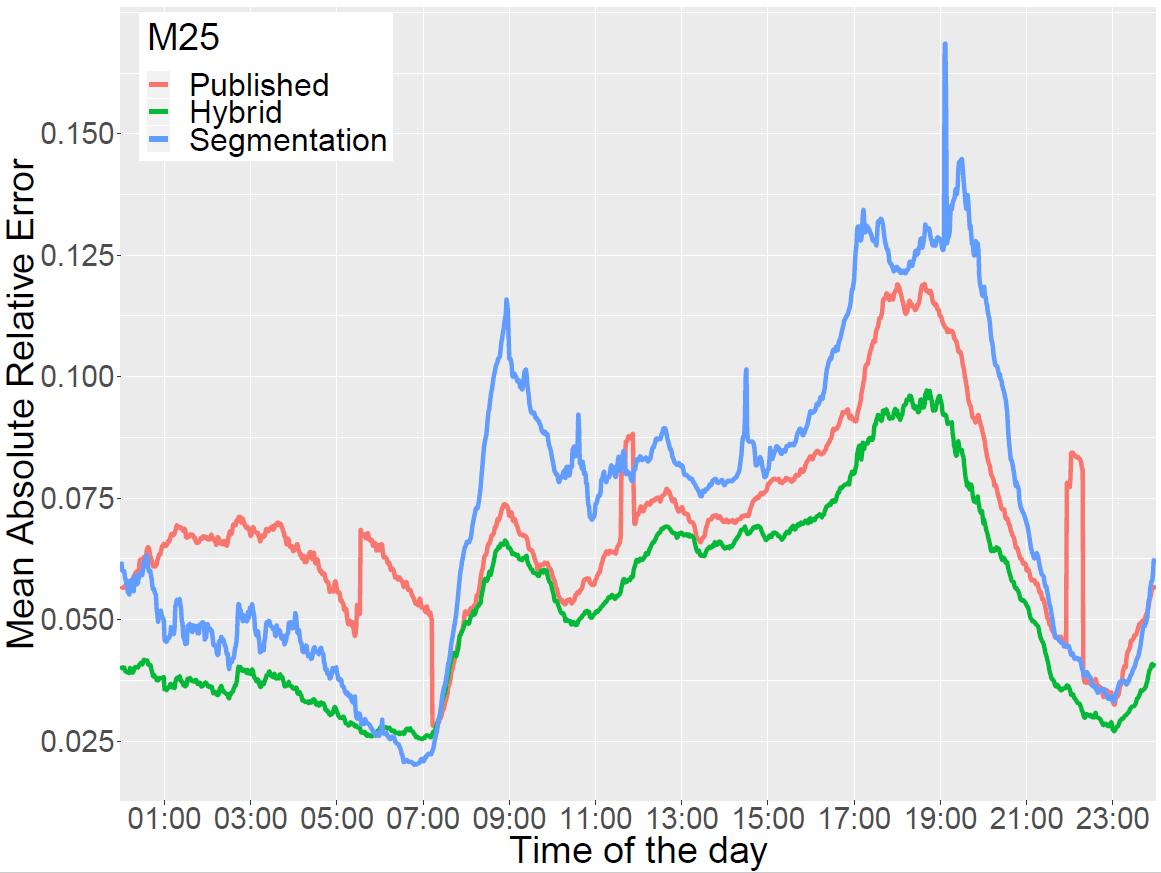 M25
Published
Hybrid
Segmentation
Mean Absolute Relative Error
0.150
0.125
0.100
0.075
0.050
0.025
01:00 03:00 05:00 07:00 09:00 11:00 13:00 15:00 17:00 19:00 21:00 23:00
Time of the day